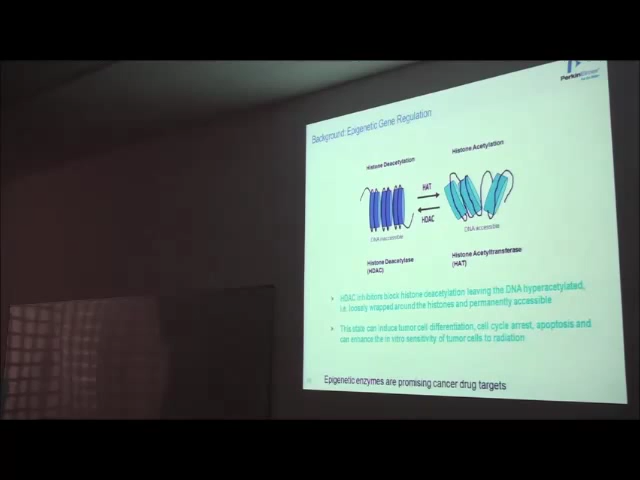 PerkinElmer
Background: Epigenetic Gene Regulation
Histone Deacetylation
Histone Acetylation
HAT
HDAC
DNA inaccessible
DNA accessible
Histone Deacetylase
(HDAC)
Histone Acetyltransferase
(HAT)
HDAC inhibitors block histone deacetylation leaving the DNA hyperacetylated,
i.e. loosely wrapped around the histones and permanently accessible
This state can induce tumor cell differentiation, cell cycle arrest, apoptosis and
can enhance the in vitro sensitivity of tumor cells to radiation
Epigenetic enzymes are promising cancer drug targets